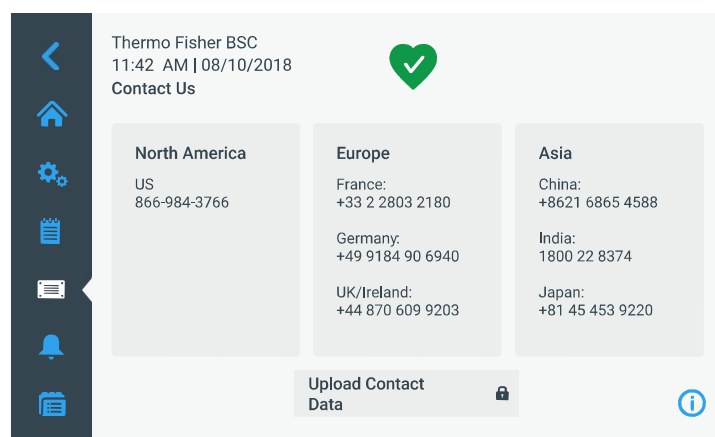 Thermo Fisher BSC
11:42 AM | 08/10/2018
Contact Us
North America
US
866-984-3766
Europe
France:
+33 2 2803 2180
Germany:
+49 9184 90 6940
UK/Ireland:
+44 870 609 9203
Asia
China:
+8621 6865 4588
India:
1800 22 8374
Japan:
+81 45 453 9220
Upload Contact
Data